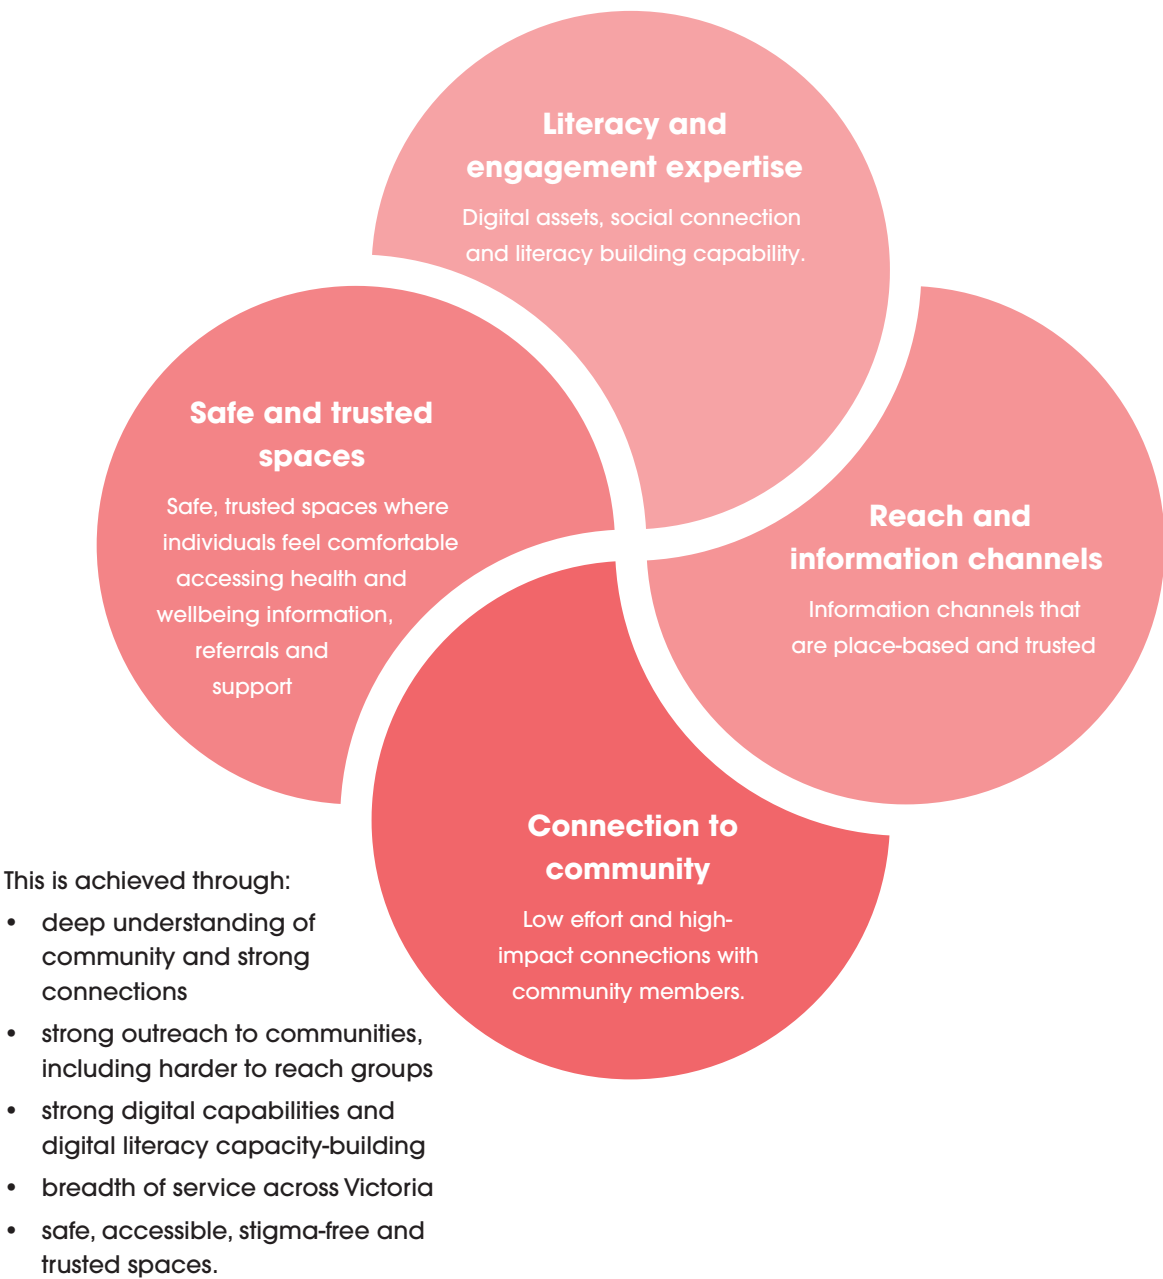 Literacy and
engagement expertise
Digital assets, social connection
and literacy building capability.
Safe and trusted
spaces
Safe, trusted spaces where
individuals feel comfortable
accessing health and
wellbeing information,
referrals and
support
Reach and
information channels
Information channels that
are place-based and trusted
Connection to
community
Low effort and high-
impact connections with
community members.
This is achieved through:
• deep understanding of
community and strong
connections
• strong outreach to communities,
including harder to reach groups
• strong digital capabilities and
digital literacy capacity-building
• breadth of service across Victoria
• safe, accessible, stigma-free and
trusted spaces.